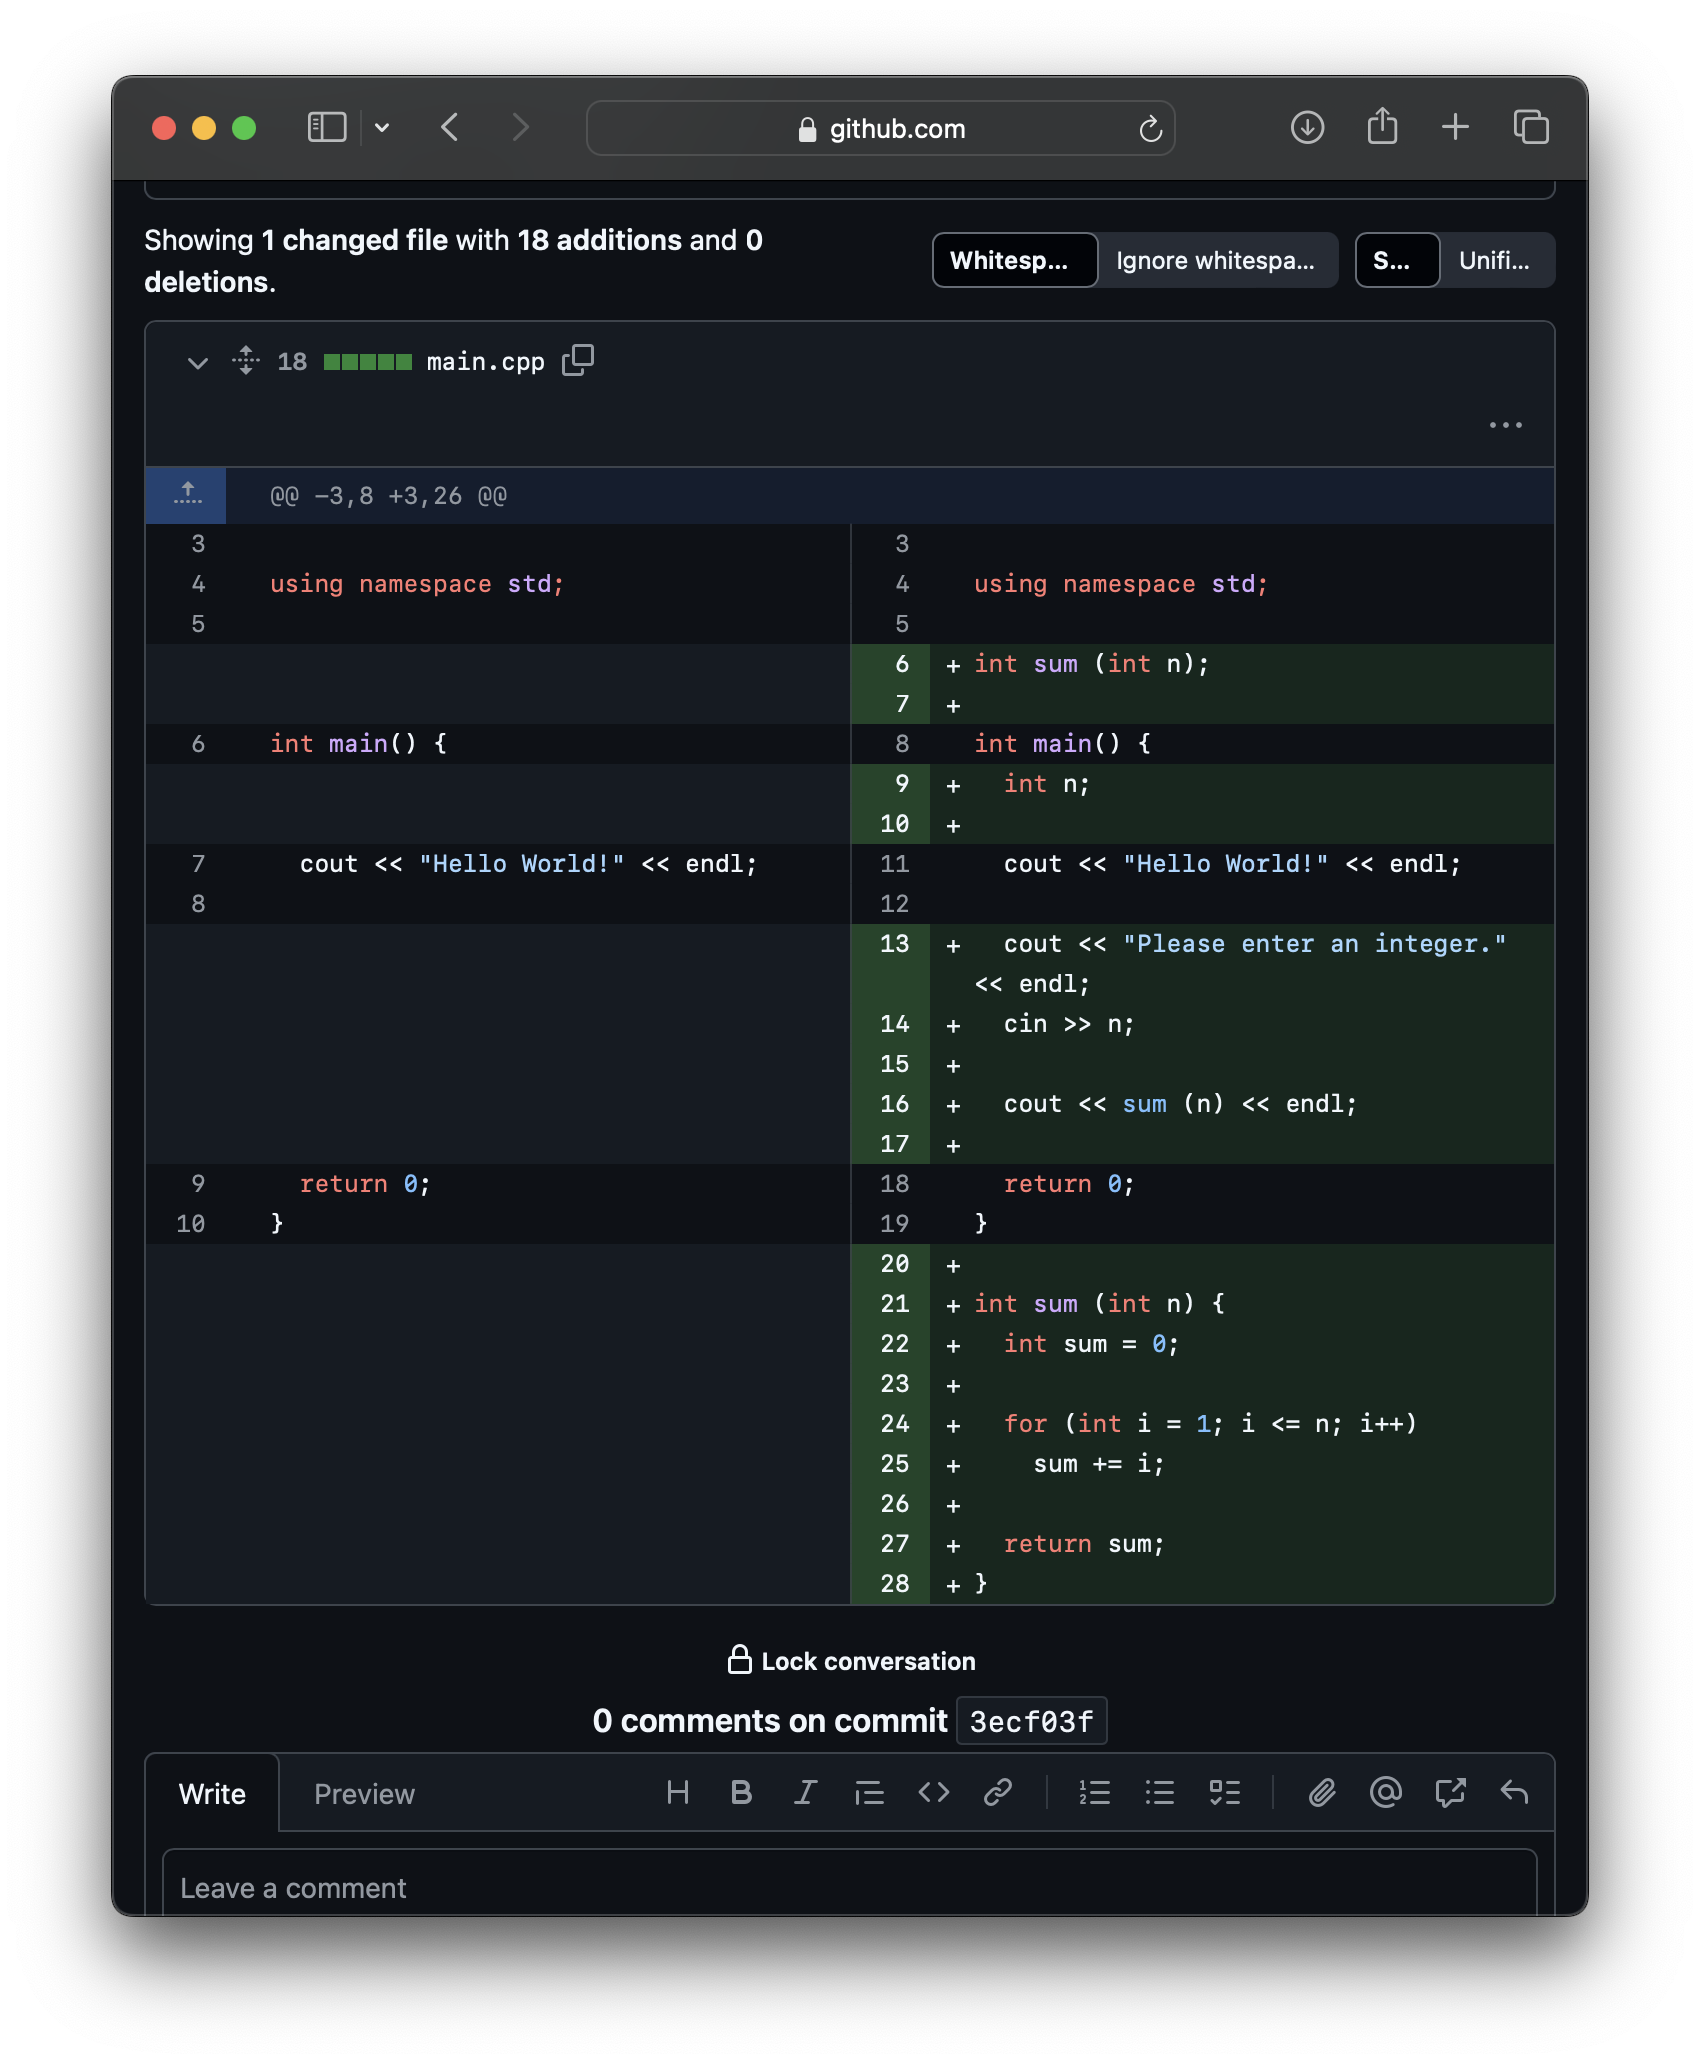 github.com
Showing 1 changed file with 18 additions and 0
deletions.
Whitesp... Ignore whitespa... S... Unifi...
18 main.cpp
@@ -3,8 +3,26 @@
3 3
4 using namespace std; 4 using namespace std;
5 5
6 + int sum (int n);
7 +
6 int main() { 8 int main() {
9 + int n;
10 +
7 cout << "Hello World!" << endl; 11 cout << "Hello World!" << endl;
8 12
13 + cout << "Please enter an integer."
<< endl;
14 + cin >> n;
15 +
16 + cout << sum (n) << endl;
17 +
9 return 0; 18 return 0;
10 } 19 }
20 +
21 + int sum (int n) {
22 + int sum = 0;
23 +
24 + for (int i = 1; i <= n; i++)
25 + sum += i;
26 +
27 + return sum;
28 + }
Lock conversation
0 comments on commit 3ecf03f
Write Preview
Leave a comment